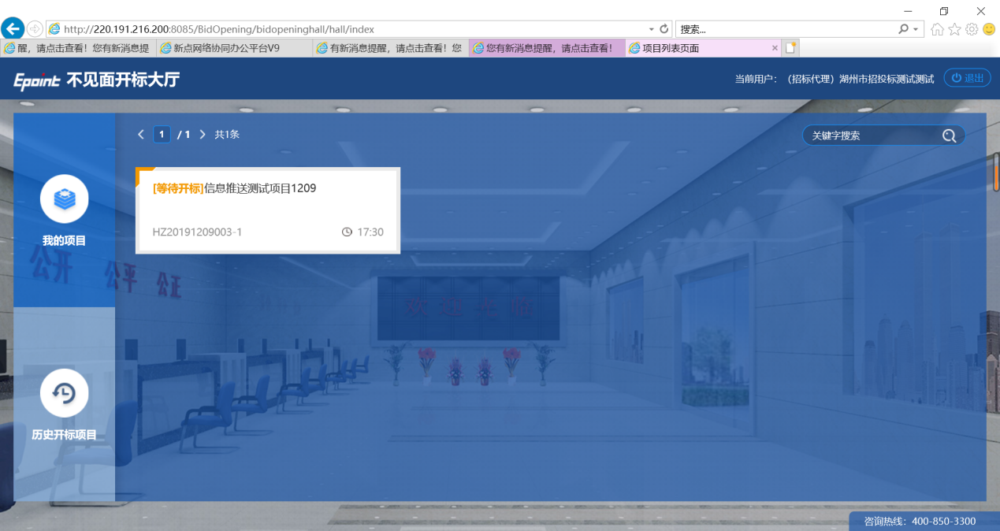 http://220.191.216.200:8085/BidOpening/bidopeninghall/hall/index
搜索...
醒，请点击查看！您有新消息提
新点网络协同办公平台V9
有新消息提醒，请点击查看！您
您有新消息提醒，请点击查看！
项目列表页面
Epoint 不见面开标大厅
当前用户：（招标代理）湖州市招投标测试测试
退出
1 / 1 共1条
关键字搜索
[等待开标]信息推送测试项目1209
HZ20191209003-1
17:30
我的项目
公开 公平 公正
欢迎光临
历史开标项目
咨询热线：400-850-3300